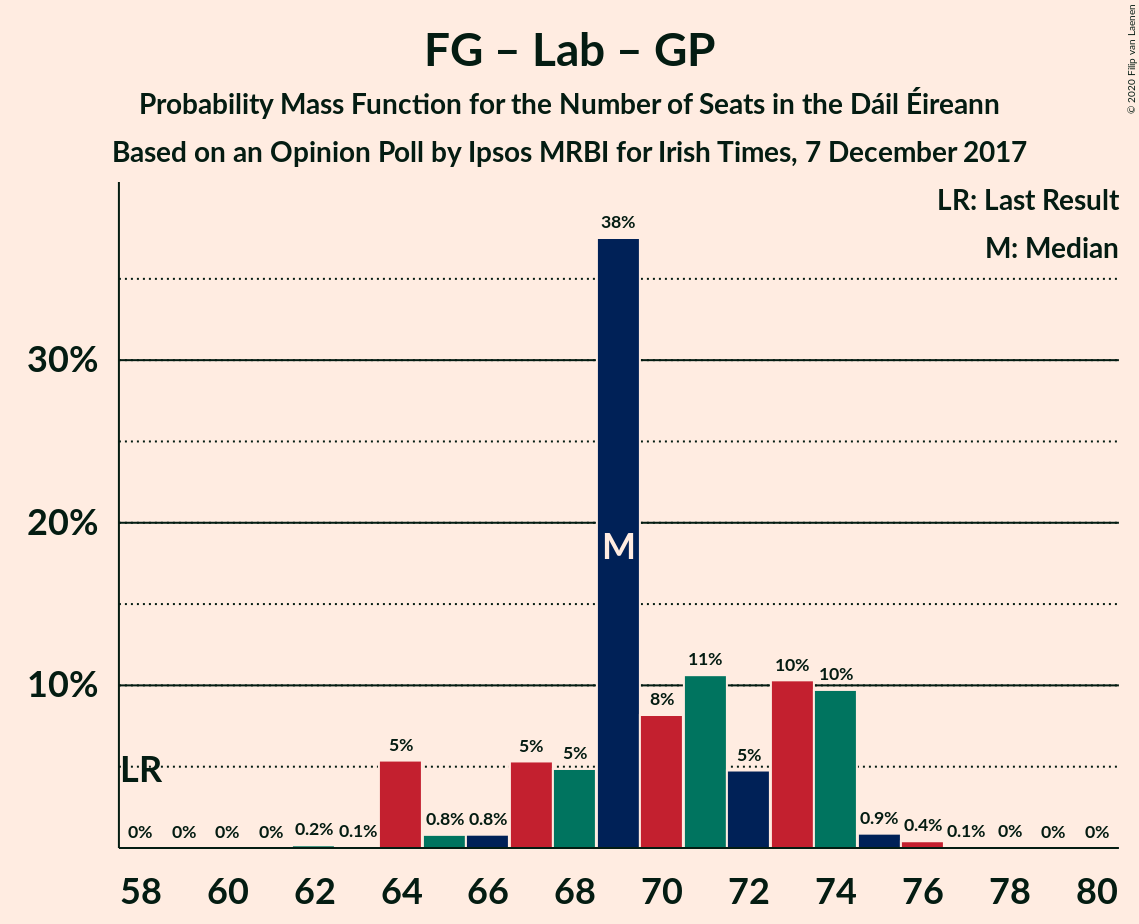 FG – Lab – GP
Probability Mass Function for the Number of Seats in the Dáil Éireann
Based on an Opinion Poll by Ipsos MRBI for Irish Times, 7 December 2017
© 2020 Filip van Laenen
LR: Last Result
M: Median
30%
20%
10%
LR
M
0% 0% 0% 0% 0.2% 0.1% 5% 0.8% 0.8% 5% 5% 38% 8% 11% 5% 10% 10% 0.9% 0.4% 0.1% 0% 0% 0%
58 60 62 64 66 68 70 72 74 76 78 80